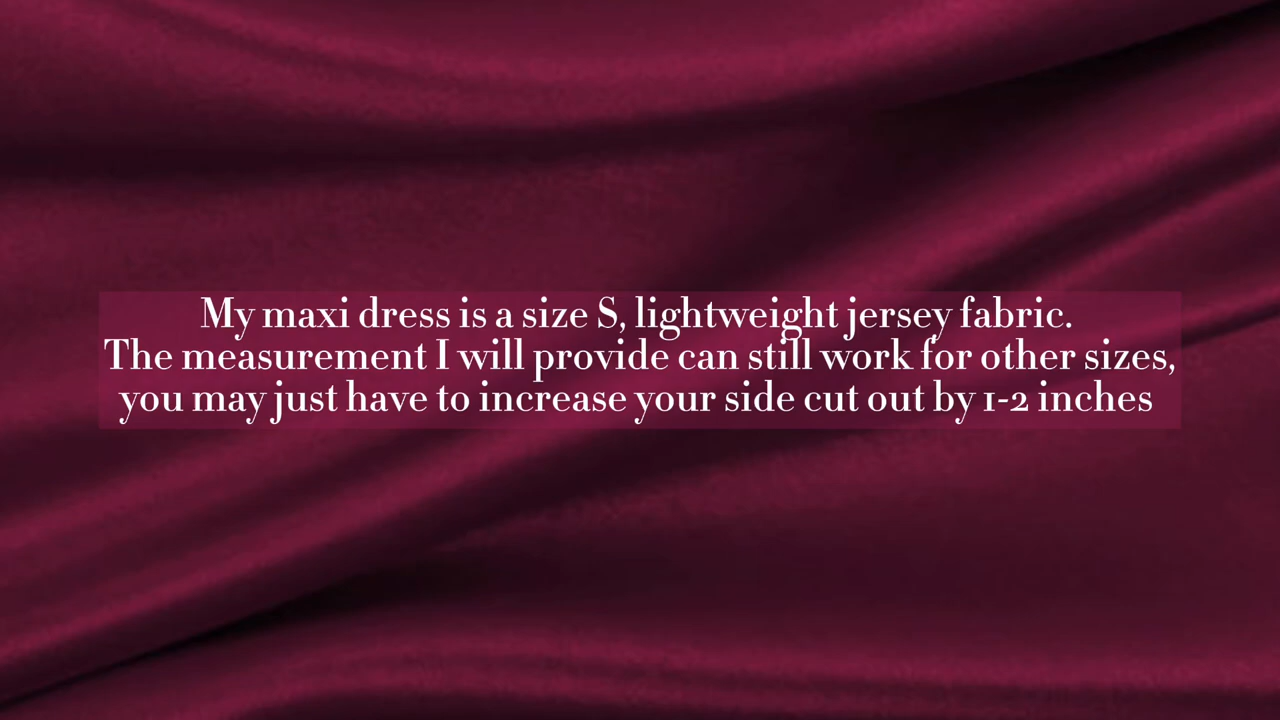 My maxi dress is a size S, lightweight jersey fabric.
The measurement I will provide can still work for other sizes,
you may just have to increase your side cut out by 1-2 inches